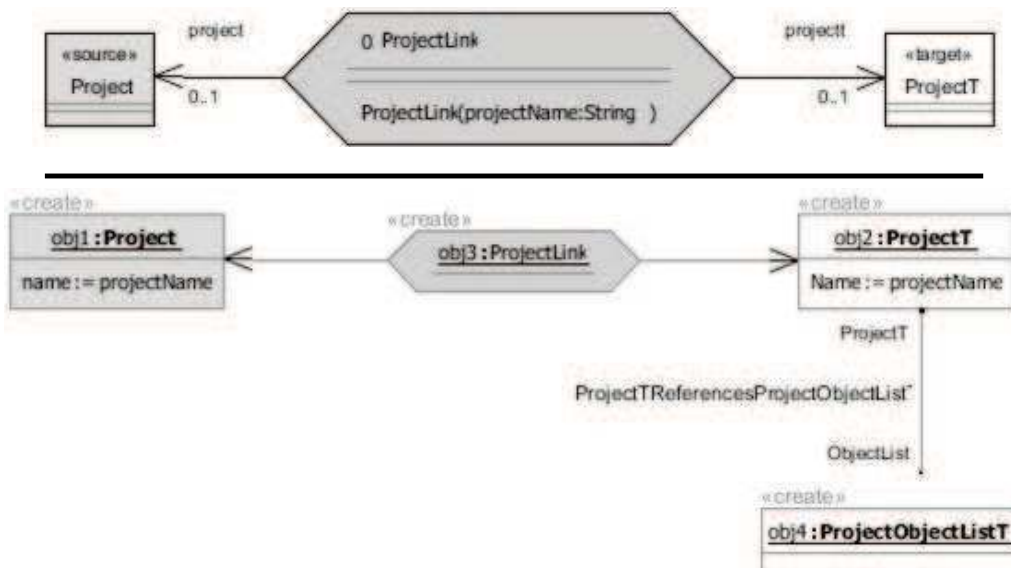 project
projectt
«source»
Project
0..1
0 ProjectLink
ProjectLink(projectName:String )
«target»
ProjectT
0..1
«create»
obj1:Project
name := projectName
«create»
obj3:ProjectLink
«create»
obj2:ProjectT
Name := projectName
ProjectT
ProjectTReferencesProjectObjectList
ObjectList
«create»
obj4:ProjectObjectListT